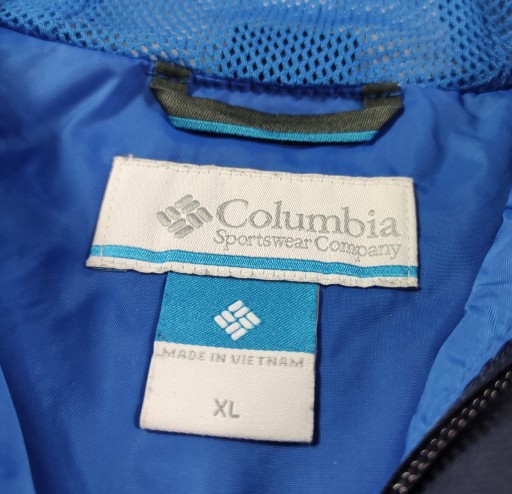 Columbia
Sportswear Company
MADE IN VIETNAM
XL